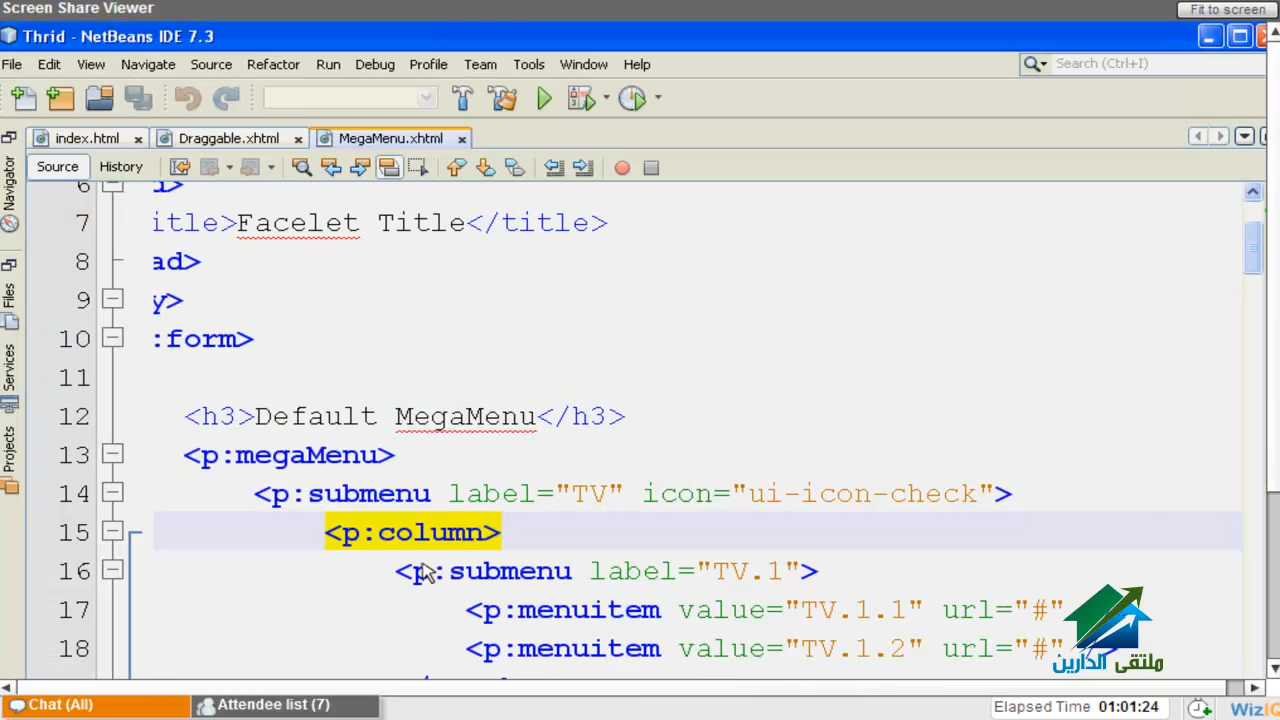 Screen Share Viewer
Fit to screen
Thrid - NetBeans IDE 7.3
File Edit View Navigate Source Refactor Run Debug Profile Team Tools Window Help
Search (Ctrl+I)
index.html Draggable.xhtml MegaMenu.xhtml
Source History
Navigator
Files
Services
Projects
6
7 itle>Facelet Title</title>
8 ad>
9 y>
10 :form>
11
12 <h3>Default MegaMenu</h3>
13 <p:megaMenu>
14 <p:submenu label="TV" icon="ui-icon-check">
15 <p:column>
16 <p:submenu label="TV.1">
17 <p:menuitem value="TV.1.1" url="#"
18 <p:menuitem value="TV.1.2" url="#"
ملتقى الدارين
Chat (All) Attendee list (7) Elapsed Time 01:01:24
WizIQ